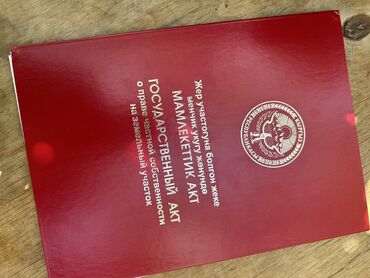 Жер участогуна болгон жеке
менчик укугу жөнүндө
МАМЛЕКЕТТИК АКТ
ГОСУДАРСТВЕННЫЙ АКТ
о праве частной собственности
на земельный участок